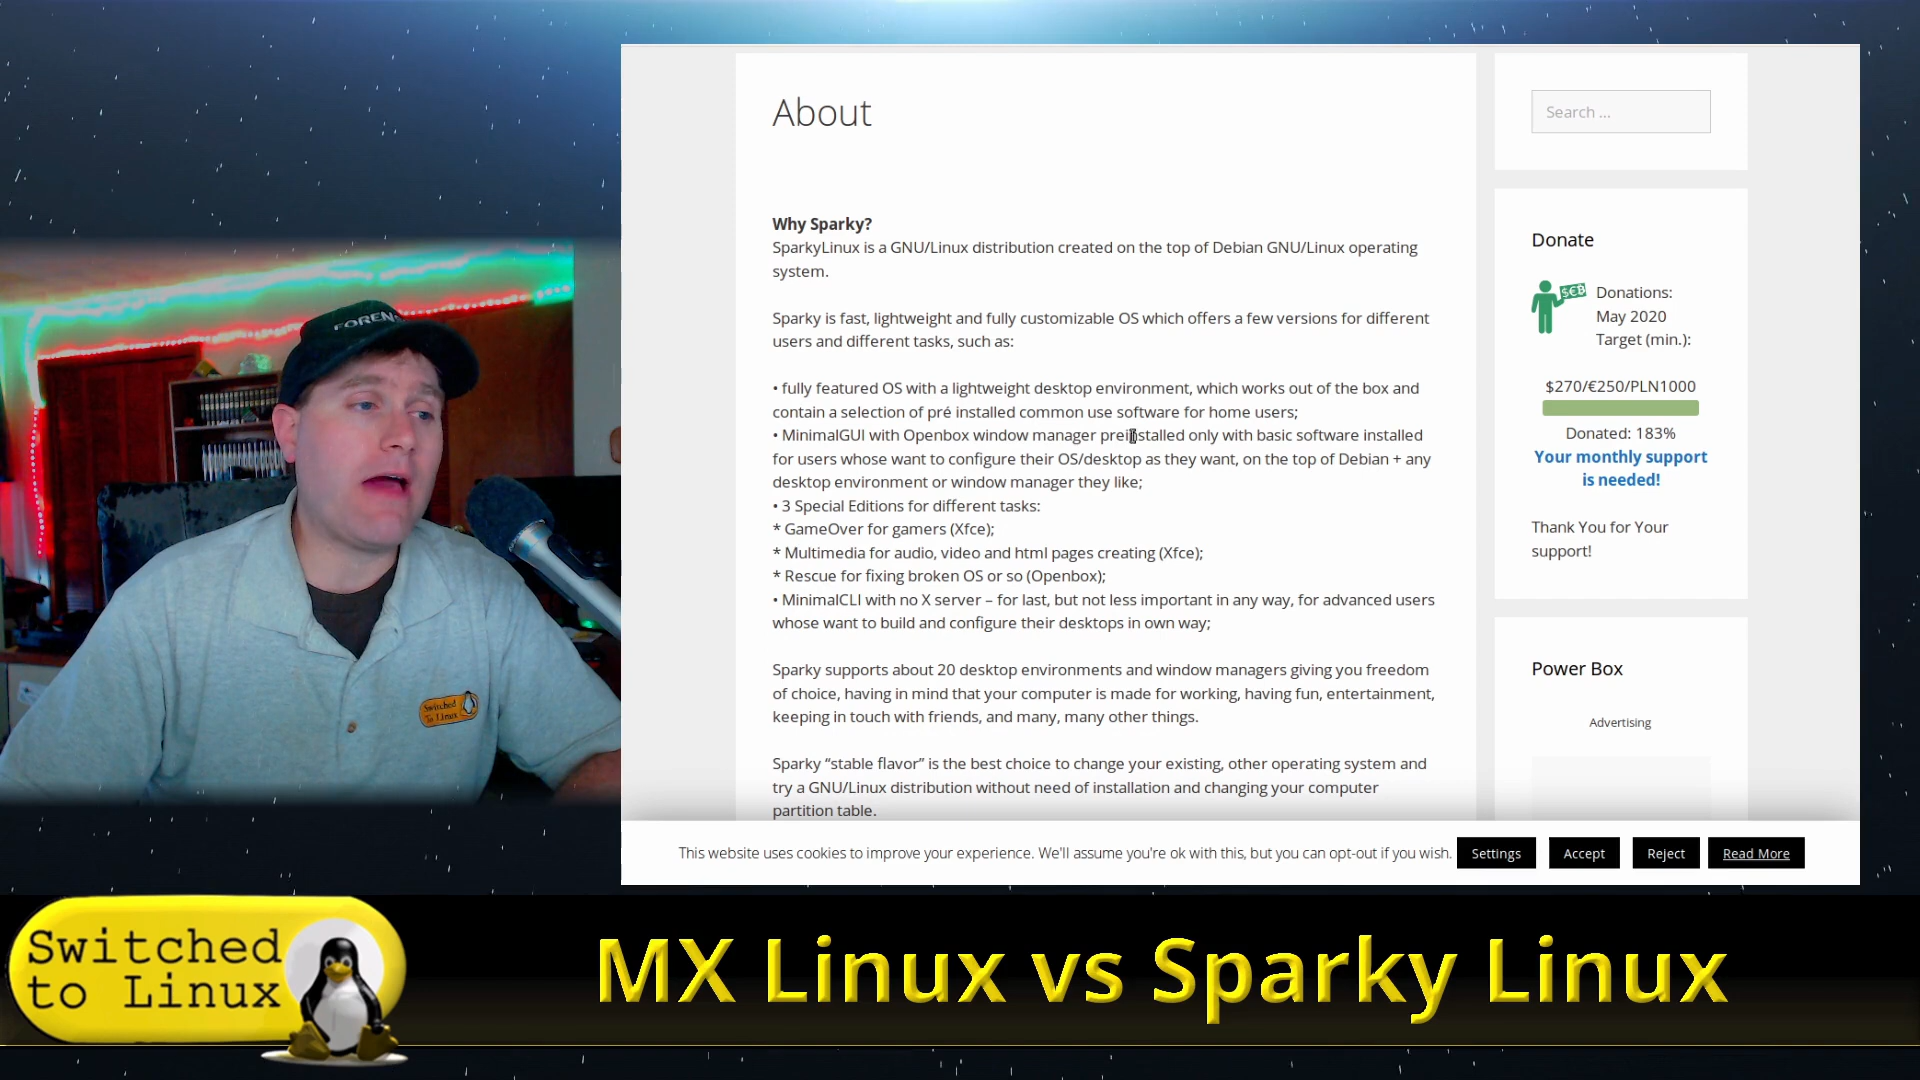 About
Why Sparky?
SparkyLinux is a GNU/Linux distribution created on the top of Debian GNU/Linux operating
system.
Sparky is fast, lightweight and fully customizable OS which offers a few versions for different
users and different tasks, such as:
• fully featured OS with a lightweight desktop environment, which works out of the box and
contain a selection of pré installed common use software for home users;
• MinimalGUI with Openbox window manager preinstalled only with basic software installed
for users whose want to configure their OS/desktop as they want, on the top of Debian + any
desktop environment or window manager they like;
• 3 Special Editions for different tasks:
* GameOver for gamers (Xfce);
* Multimedia for audio, video and html pages creating (Xfce);
* Rescue for fixing broken OS or so (Openbox);
• MinimalCLI with no X server – for last, but not less important in any way, for advanced users
whose want to build and configure their desktops in own way;
Sparky supports about 20 desktop environments and window managers giving you freedom
of choice, having in mind that your computer is made for working, having fun, entertainment,
keeping in touch with friends, and many, many other things.
Sparky “stable flavor” is the best choice to change your existing, other operating system and
try a GNU/Linux distribution without need of installation and changing your computer
partition table.
Search ...
Donate
$€₿
Donations:
May 2020
Target (min.):
$270/€250/PLN1000
Donated: 183%
Your monthly support
is needed!
Thank You for Your
support!
Power Box
Advertising
This website uses cookies to improve your experience. We'll assume you're ok with this, but you can opt-out if you wish. Settings Accept Reject Read More
Switched
To Linux
Switched
to Linux
MX Linux vs Sparky Linux